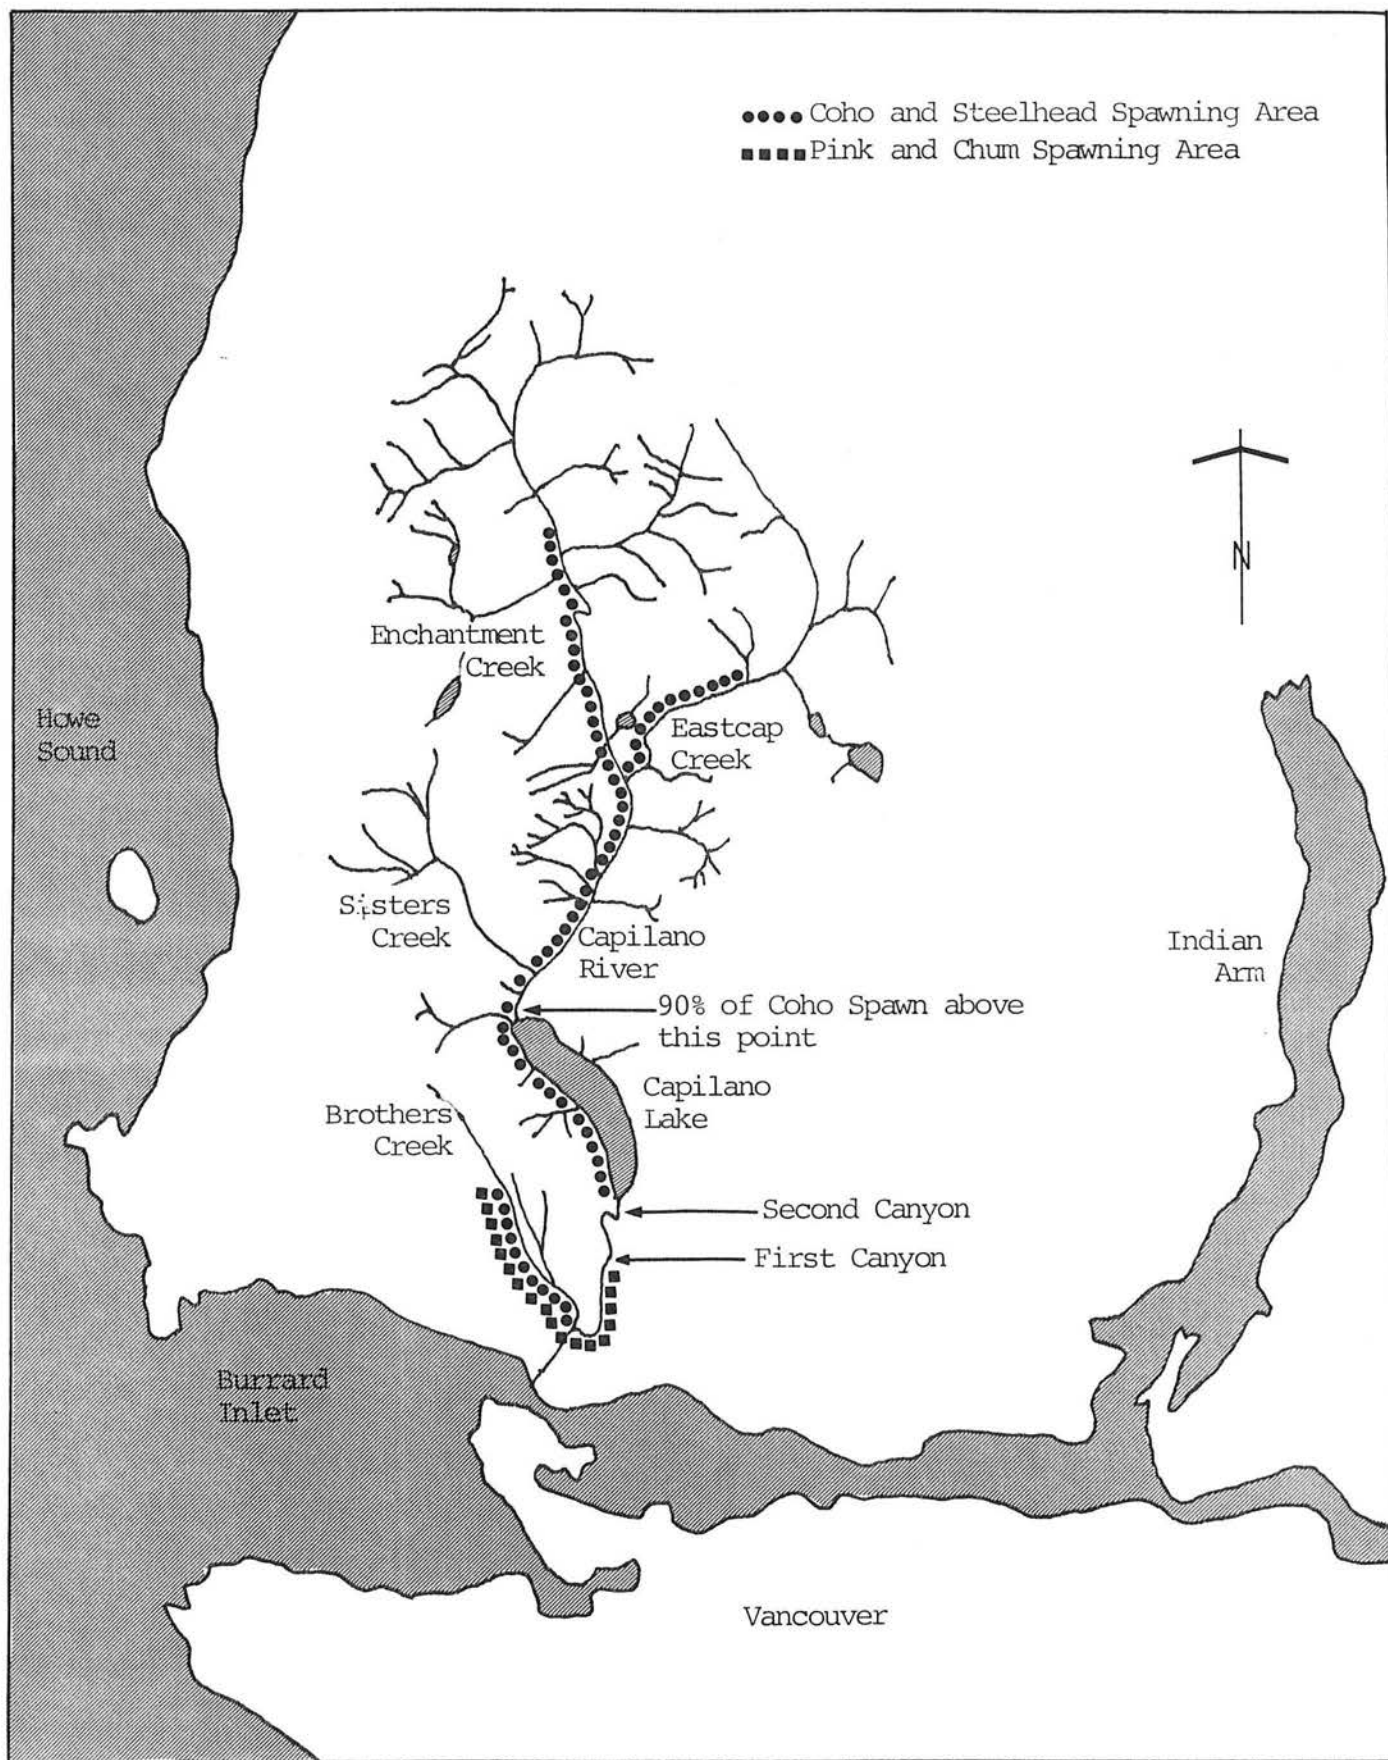 Coho and Steelhead Spawning Area
Pink and Chum Spawning Area
N
Enchantment
Creek
Howe
Sound
Eastcap
Creek
Sisters
Creek
Capilano
River
Indian
Arm
90% of Coho Spawn above
this point
Capilano
Lake
Brothers
Creek
Second Canyon
First Canyon
Burrard
Inlet
Vancouver